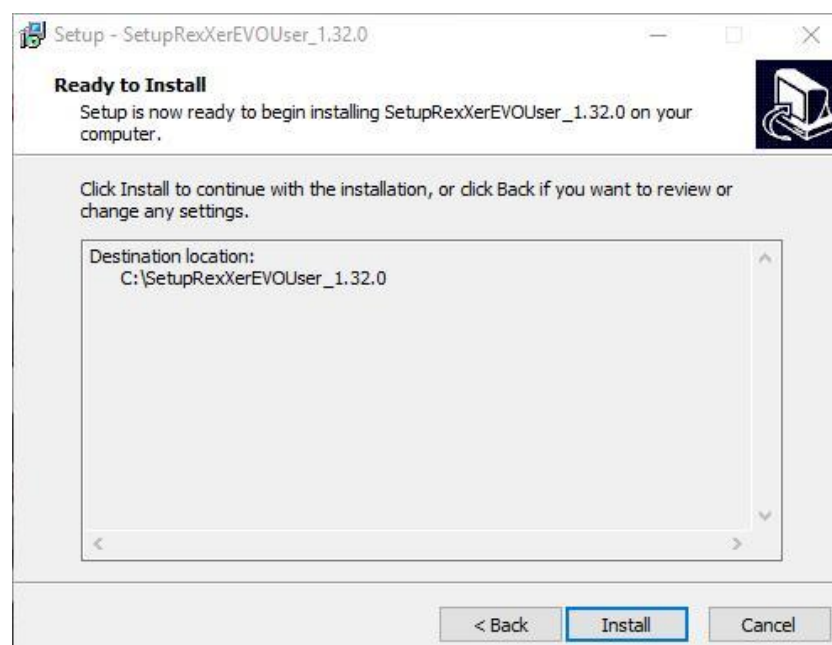 Setup - SetupRexXerEVOUser_1.32.0
Ready to Install
Setup is now ready to begin installing SetupRexXerEVOUser_1.32.0 on your
computer.
Click Install to continue with the installation, or click Back if you want to review or
change any settings.
Destination location:
C:\SetupRexXerEVOUser_1.32.0
< Back
Install
Cancel